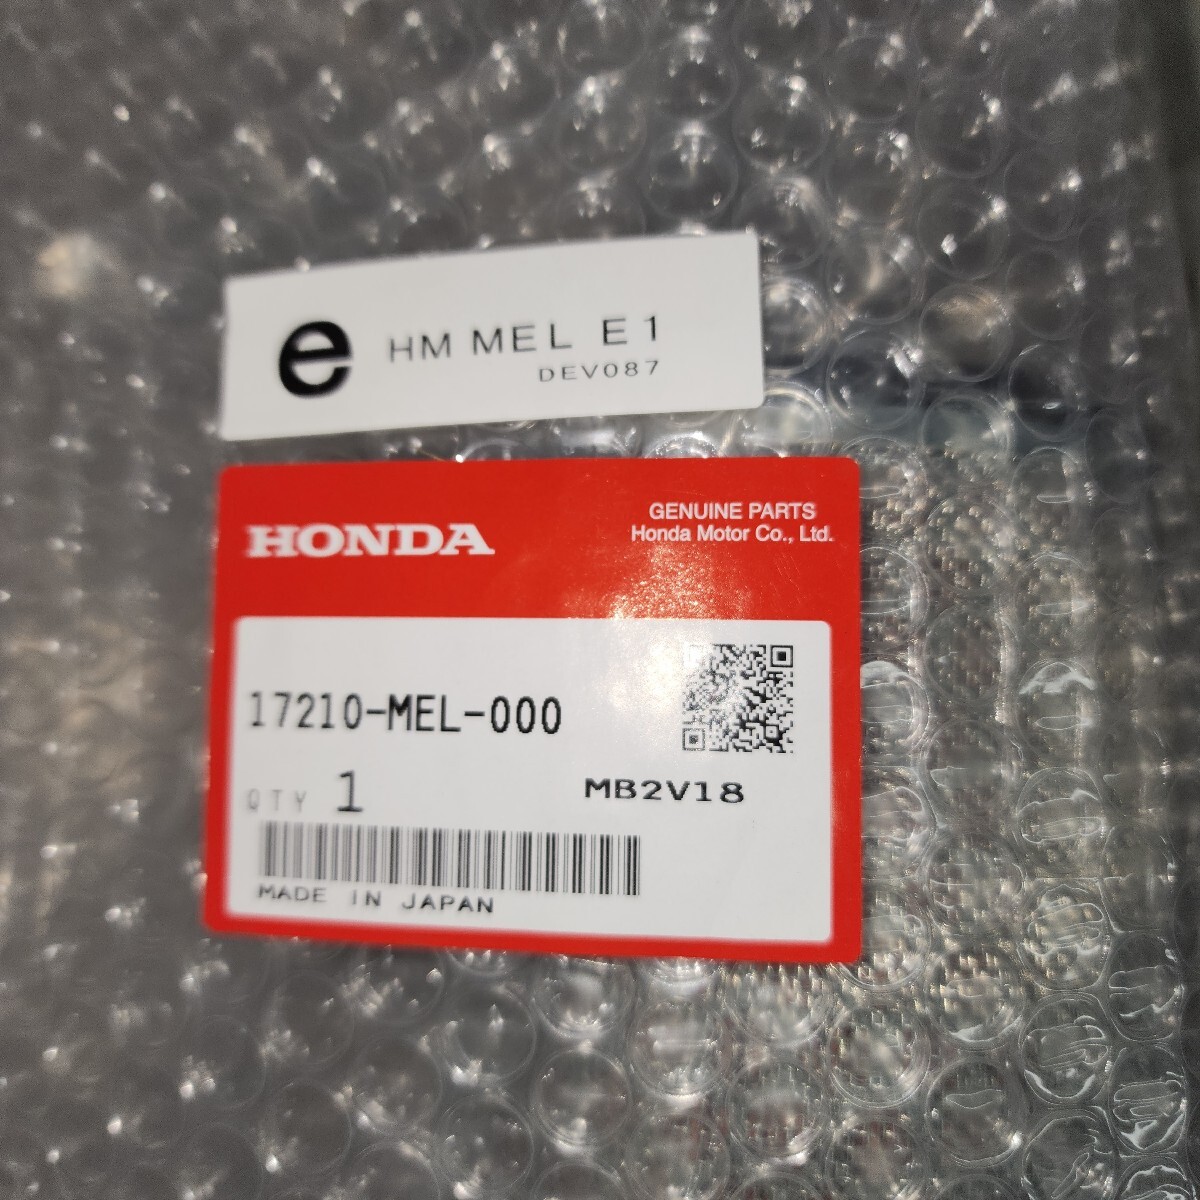 e HM MEL E1
DEV087
HONDA
GENUINE PARTS
Honda Motor Co., Ltd.
17210-MEL-000
QTY 1
MB2V18
MADE IN JAPAN